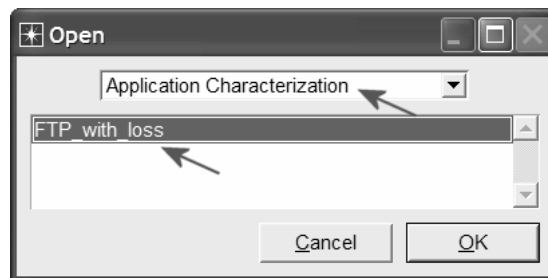 Open
Application Characterization
FTP_with_loss
Cancel
OK